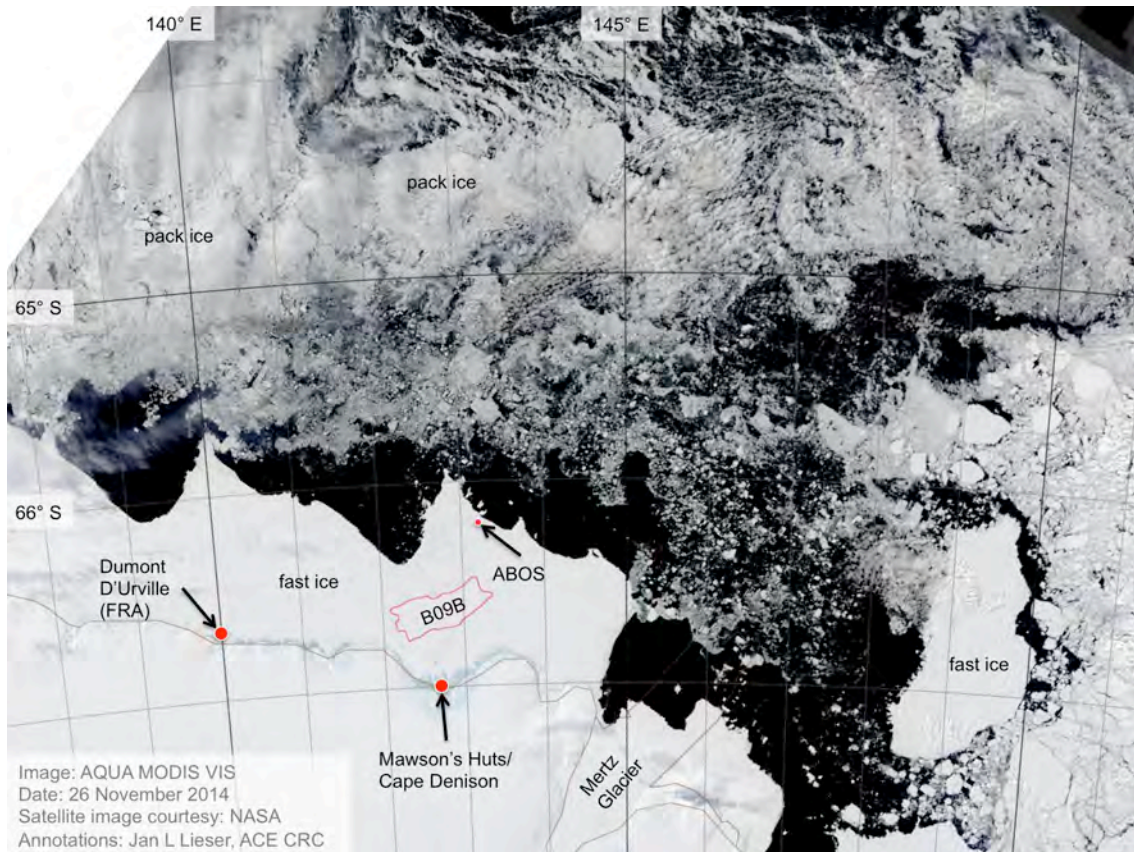 140° E
145° E
pack ice
pack ice
65° S
66° S
Dumont
D'Urville
(FRA)
fast ice
ABOS
B09B
fast ice
Mawson's Huts/
Cape Denison
Mertz
Glacier
Image: AQUA MODIS VIS
Date: 26 November 2014
Satellite image courtesy: NASA
Annotations: Jan L Lieser, ACE CRC